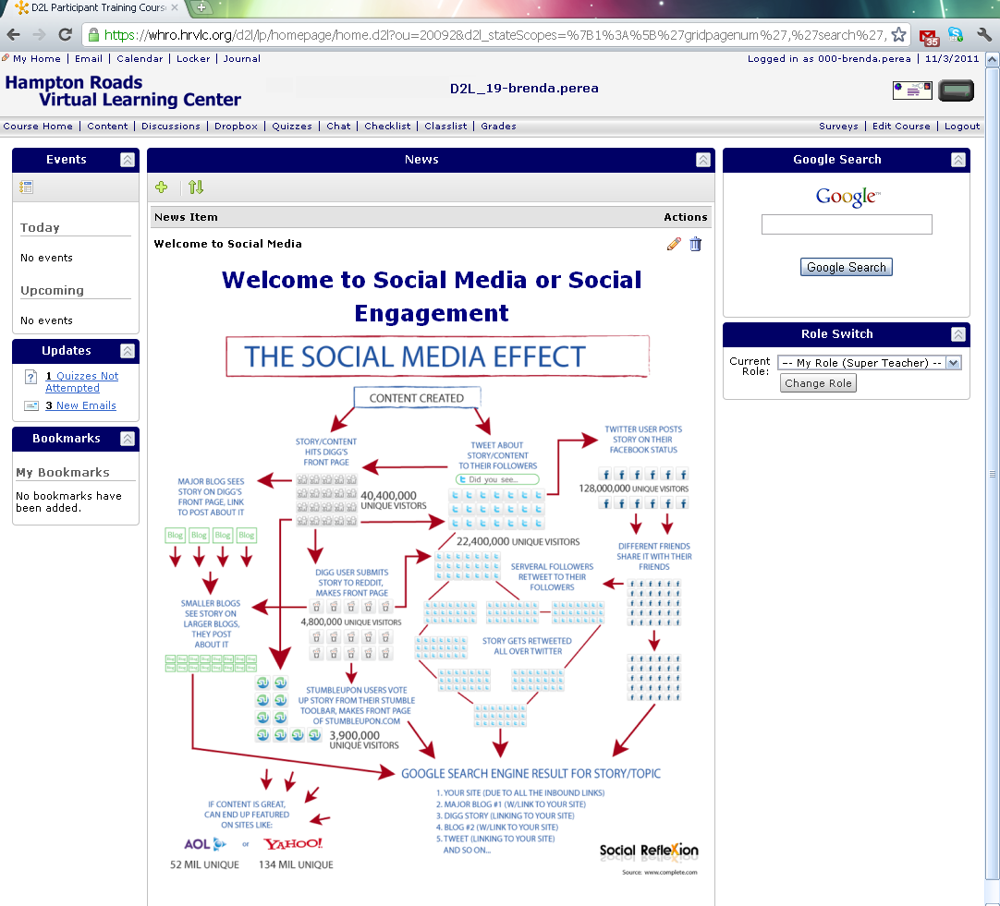 D2L Participant Training Cours
https://whro.hrvlc.org/d2l/lp/homepage/home.d2l?ou=20092&d2l_stateScopes=%7B1%3A%5B%27gridpagenum%27,%27search%27,
35
My Home | Email | Calendar | Locker | Journal
Logged in as 000-brenda.perea | 11/3/2011
Hampton Roads
Virtual Learning Center
D2L_19-brenda.perea
Course Home | Content | Discussions | Dropbox | Quizzes | Chat | Checklist | Classlist | Grades
Surveys | Edit Course | Logout
Events
Today
No events
Upcoming
No events
Updates
1 Quizzes Not
Attempted
3 New Emails
Bookmarks
My Bookmarks
No bookmarks have
been added.
News
News Item
Actions
Welcome to Social Media
Welcome to Social Media or Social
Engagement
THE SOCIAL MEDIA EFFECT
CONTENT CREATED
STORY/CONTENT
HITS DIGG'S
FRONT PAGE
TWEET ABOUT
STORY/CONTENT
TO THEIR FOLLOWERS
Did you see...
TWITTER USER POSTS
STORY ON THEIR
FACEBOOK STATUS
128,000,000 UNIQUE VISITORS
MAJOR BLOG SEES
STORY ON DIGG'S
FRONT PAGE, LINK
TO POST ABOUT IT
40,400,000
UNIQUE VISTORS
Blog Blog Blog Blog
22,400,000 UNIQUE VISITORS
DIFFERENT FRIENDS
SHARE IT WITH THEIR
FRIENDS
DIGG USER SUBMITS
STORY TO REDDIT,
MAKES FRONT PAGE
SERVERAL FOLLOWERS
RETWEET TO THEIR
FOLLOWERS
SMALLER BLOGS
SEE STORY ON
LARGER BLOGS,
THEY POST
ABOUT IT
4,800,000 UNIQUE VISITORS
STORY GETS RETWEETED
ALL OVER TWITTER
STUMBLEUPON USERS VOTE
UP STORY FROM THEIR STUMBLE
TOOLBAR, MAKES FRONT PAGE
OF STUMBLEUPON.COM
3,900,000
UNIQUE VISITORS
GOOGLE SEARCH ENGINE RESULT FOR STORY/TOPIC
1. YOUR SITE (DUE TO ALL THE INBOUND LINKS)
2. MAJOR BLOG #1 (W/LINK TO YOUR SITE)
3. DIGG STORY (LINKING TO YOUR SITE)
4. BLOG #2 (W/LINK TO YOUR SITE)
5. TWEET (LINKING TO YOUR SITE)
AND SO ON...
IF CONTENT IS GREAT,
CAN END UP FEATURED
ON SITES LIKE:
AOL or YAHOO!
52 MIL UNIQUE 134 MIL UNIQUE
Social RefleXion
Source: www.complete.com
Google Search
Google™
Google Search
Role Switch
Current
Role:
-- My Role (Super Teacher) --
Change Role